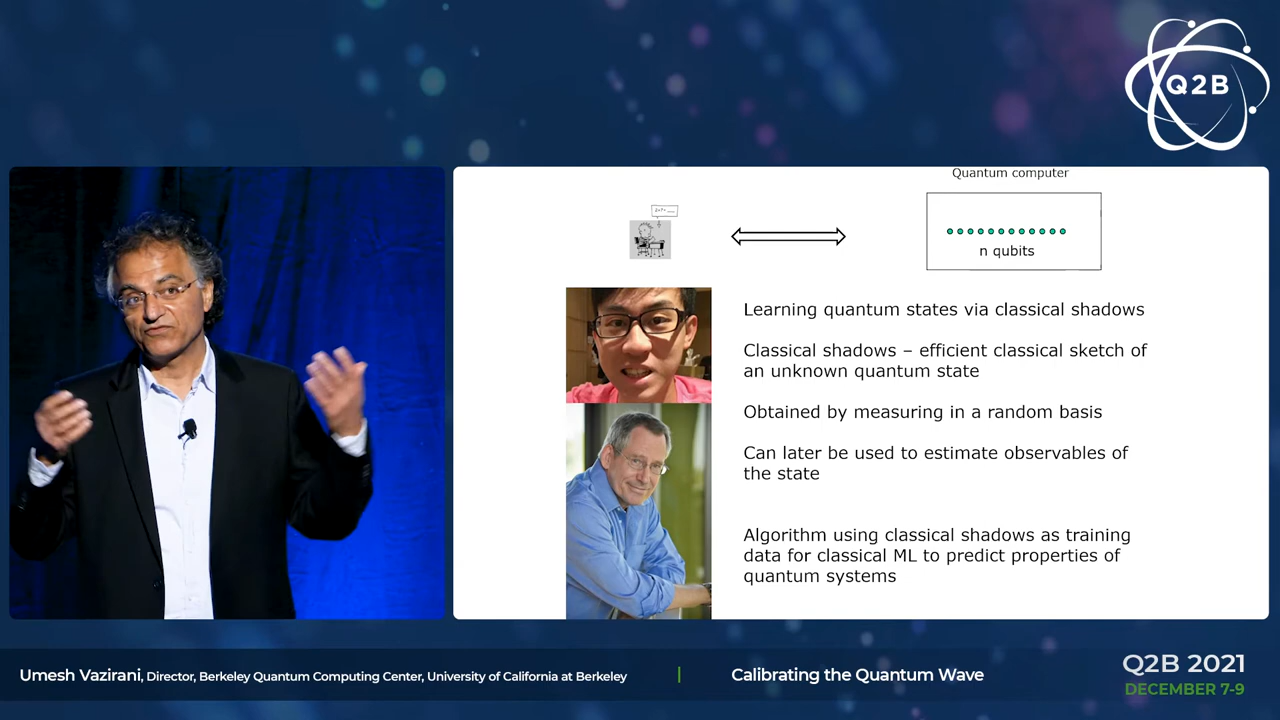 Q2B
Quantum computer
n qubits
Learning quantum states via classical shadows
Classical shadows – efficient classical sketch of
an unknown quantum state
Obtained by measuring in a random basis
Can later be used to estimate observables of
the state
Algorithm using classical shadows as training
data for classical ML to predict properties of
quantum systems
Umesh Vazirani, Director, Berkeley Quantum Computing Center, University of California at Berkeley
Calibrating the Quantum Wave
Q2B 2021
DECEMBER 7-9